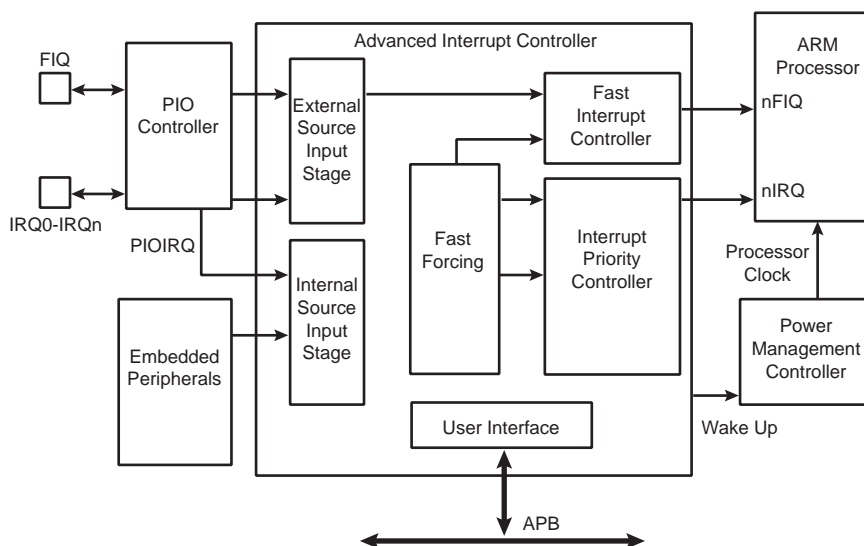 FIQ
PIO
Controller
IRQ0-IRQn
PIOIRQ
Embedded
Peripherals
Advanced Interrupt Controller
External
Source
Input
Stage
Internal
Source
Input
Stage
Fast
Forcing
Fast
Interrupt
Controller
Interrupt
Priority
Controller
User Interface
APB
ARM
Processor
nFIQ
nIRQ
Processor
Clock
Power
Management
Controller
Wake Up